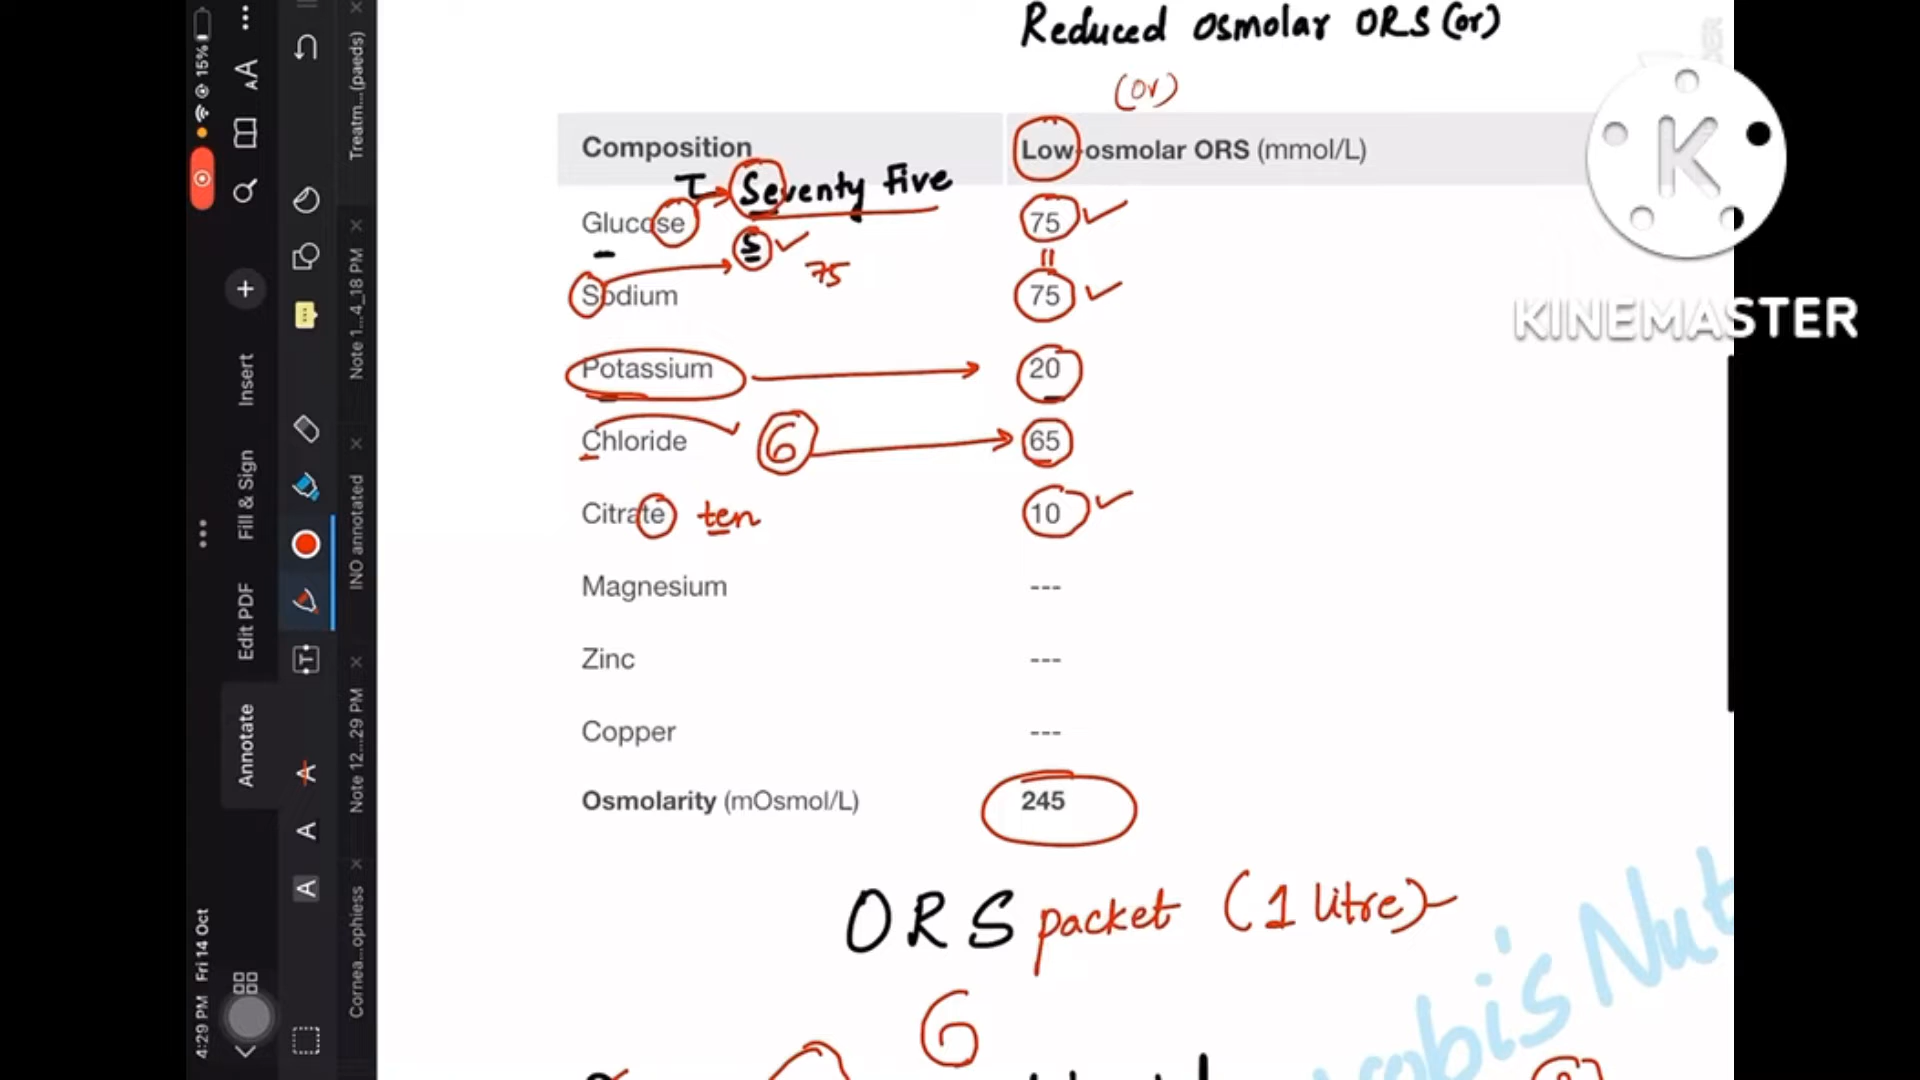 Reduced Osmolar ORS (or)
(or)
Composition
Low-osmolar ORS (mmol/L)
Seventy Five
Glucose
75
S
75
Sodium
75
Potassium
20
Chloride
6
65
Citrate
ten
10
Magnesium
---
Zinc
---
Copper
---
Osmolarity (mOsmol/L)
245
ORS packet (1 litre)
6
K
KINEMASTER
15%
AA
Insert
Fill & Sign
Edit PDF
Annotate
4:29 PM Fri 14 Oct
T
A
A
A
Treatm...(paeds)
Note 1...4_18 PM
INO annotated
Note 12...29 PM
Cornea...ophiess